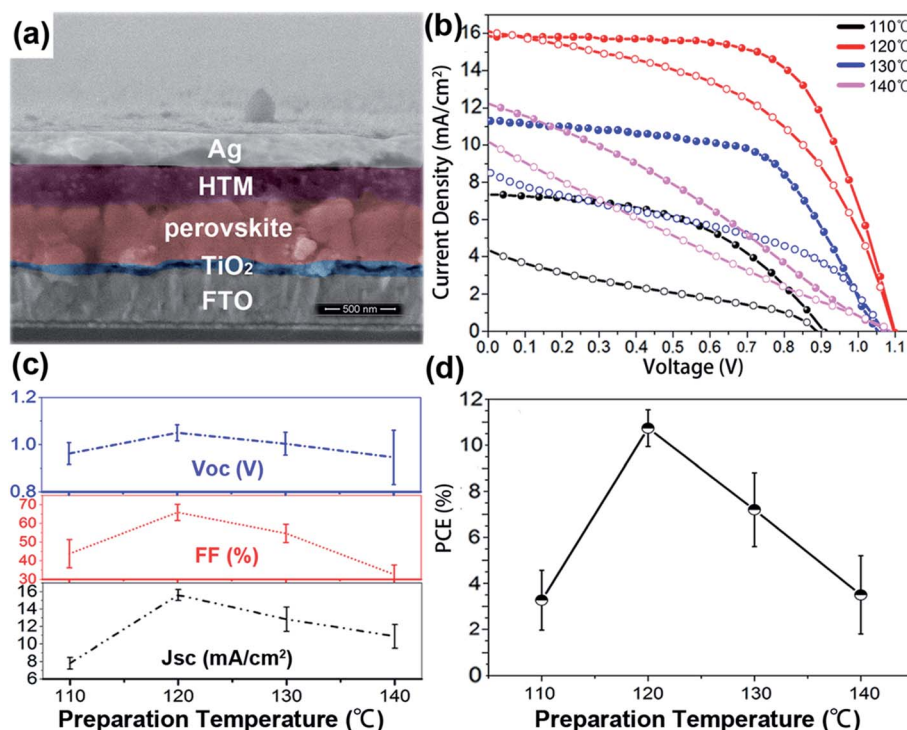 (a)
Ag
HTM
perovskite
TiO₂
FTO
500 nm
(b)
Current Density (mA/cm²)
16
14
12
10
8
6
4
2
0
0.0 0.1 0.2 0.3 0.4 0.5 0.6 0.7 0.8 0.9 1.0 1.1
Voltage (V)
110℃
120℃
130℃
140℃
(c)
1.2
1.0
0.8
Voc (V)
70
60
50
40
30
FF (%)
16
14
12
10
8
6
Jsc (mA/cm²)
110 120 130 140
Preparation Temperature (℃)
(d)
PCE (%)
12
10
8
6
4
2
0
110 120 130 140
Preparation Temperature (℃)